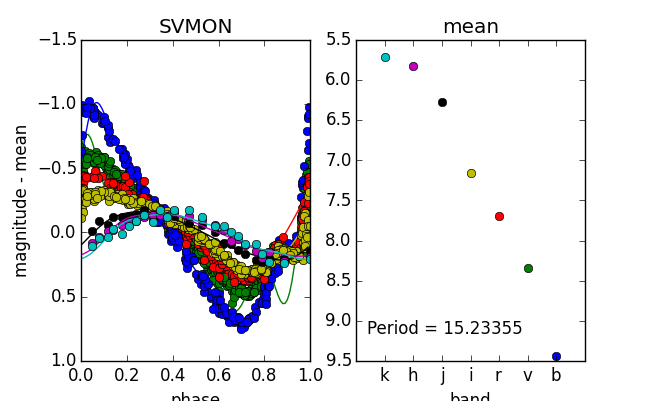 SVMON
−1.5
−1.0
−0.5
0.0
0.5
1.0
magnitude - mean
0.0 0.2 0.4 0.6 0.8 1.0
phase
mean
5.5
6.0
6.5
7.0
7.5
8.0
8.5
9.0
9.5
Period = 15.23355
k h j i r v b
band